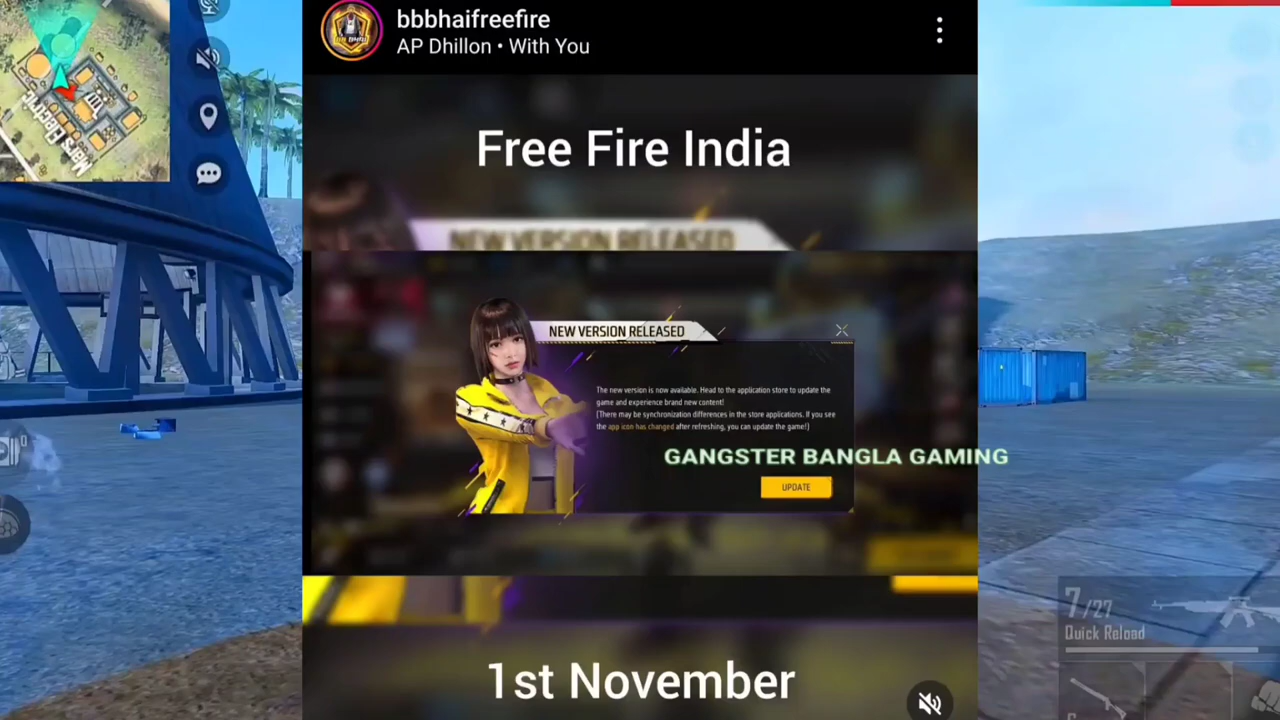 bbbhaifreefire
AP Dhillon • With You
Free Fire India
NEW VERSION RELEASED
NEW VERSION RELEASED
The new version is now available. Head to the application store to update the
game and experience brand new content!
(There may be synchronization differences in the store applications. If you see
the app icon has changed after refreshing, you can update the game!)
GANGSTER BANGLA GAMING
UPDATE
1st November
Mars Electric
7/27
Quick Reload